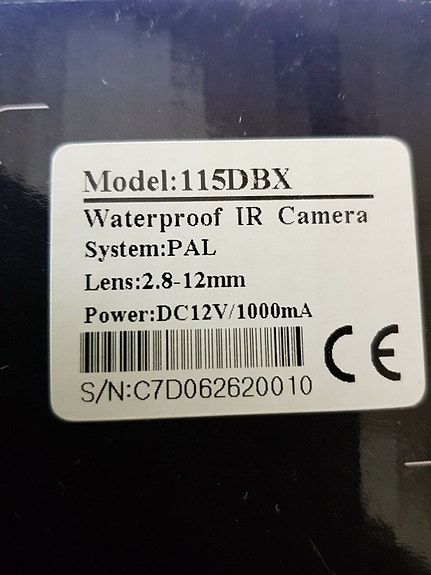 Model:115DBX
Waterproof IR Camera
System:PAL
Lens:2.8-12mm
Power:DC12V/1000mA
CE
S/N:C7D062620010